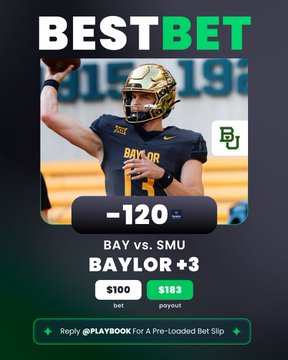 BESTBET
BAYLOR
13
BU
-120
BAY vs. SMU
BAYLOR +3
$100
$183
bet
payout
Reply @PLAYBOOK For A Pre-Loaded Bet Slip